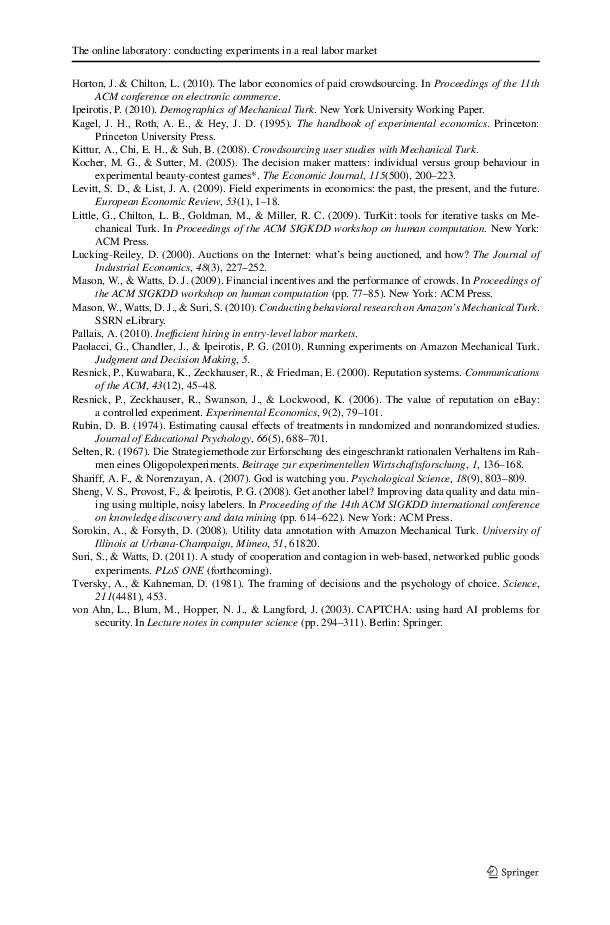 The online laboratory: conducting experiments in a real labor market
Horton, J. & Chilton, L. (2010). The labor economics of paid crowdsourcing. In Proceedings of the 11th
ACM conference on electronic commerce.
Ipeirotis, P. (2010). Demographics of Mechanical Turk. New York University Working Paper.
Kagel, J. H., Roth, A. E., & Hey, J. D. (1995). The handbook of experimental economics. Princeton:
Princeton University Press.
Kittur, A., Chi, E. H., & Suh, B. (2008). Crowdsourcing user studies with Mechanical Turk.
Kocher, M. G., & Sutter, M. (2005). The decision maker matters: individual versus group behaviour in
experimental beauty-contest games*. The Economic Journal, 115(500), 200–223.
Levitt, S. D., & List, J. A. (2009). Field experiments in economics: the past, the present, and the future.
European Economic Review, 53(1), 1–18.
Little, G., Chilton, L. B., Goldman, M., & Miller, R. C. (2009). TurKit: tools for iterative tasks on Me-
chanical Turk. In Proceedings of the ACM SIGKDD workshop on human computation. New York:
ACM Press.
Lucking-Reiley, D. (2000). Auctions on the Internet: what's being auctioned, and how? The Journal of
Industrial Economics, 48(3), 227–252.
Mason, W., & Watts, D. J. (2009). Financial incentives and the performance of crowds. In Proceedings of
the ACM SIGKDD workshop on human computation (pp. 77–85). New York: ACM Press.
Mason, W., Watts, D. J., & Suri, S. (2010). Conducting behavioral research on Amazon's Mechanical Turk.
SSRN eLibrary.
Pallais, A. (2010). Inefficient hiring in entry-level labor markets.
Paolacci, G., Chandler, J., & Ipeirotis, P. G. (2010). Running experiments on Amazon Mechanical Turk.
Judgment and Decision Making, 5.
Resnick, P., Kuwabara, K., Zeckhauser, R., & Friedman, E. (2000). Reputation systems. Communications
of the ACM, 43(12), 45–48.
Resnick, P., Zeckhauser, R., Swanson, J., & Lockwood, K. (2006). The value of reputation on eBay:
a controlled experiment. Experimental Economics, 9(2), 79–101.
Rubin, D. B. (1974). Estimating causal effects of treatments in randomized and nonrandomized studies.
Journal of Educational Psychology, 66(5), 688–701.
Selten, R. (1967). Die Strategiemethode zur Erforschung des eingeschrankt rationalen Verhaltens im Rah-
men eines Oligopolexperiments. Beitrage zur experimentellen Wirtschaftsforschung, 1, 136–168.
Shariff, A. F., & Norenzayan, A. (2007). God is watching you. Psychological Science, 18(9), 803–809.
Sheng, V. S., Provost, F., & Ipeirotis, P. G. (2008). Get another label? Improving data quality and data min-
ing using multiple, noisy labelers. In Proceeding of the 14th ACM SIGKDD international conference
on knowledge discovery and data mining (pp. 614–622). New York: ACM Press.
Sorokin, A., & Forsyth, D. (2008). Utility data annotation with Amazon Mechanical Turk. University of
Illinois at Urbana-Champaign, Mimeo, 51, 61820.
Suri, S., & Watts, D. (2011). A study of cooperation and contagion in web-based, networked public goods
experiments. PLoS ONE (forthcoming).
Tversky, A., & Kahneman, D. (1981). The framing of decisions and the psychology of choice. Science,
211(4481), 453.
von Ahn, L., Blum, M., Hopper, N. J., & Langford, J. (2003). CAPTCHA: using hard AI problems for
security. In Lecture notes in computer science (pp. 294–311). Berlin: Springer.
Springer